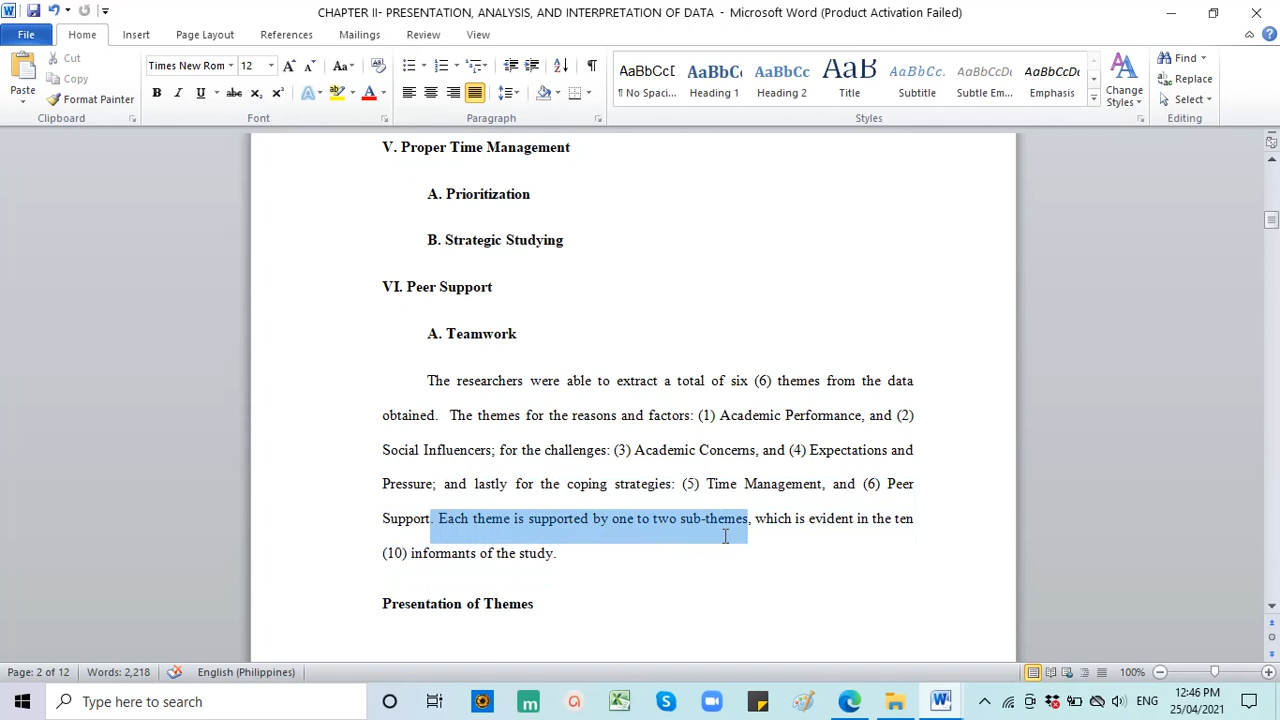 CHAPTER II- PRESENTATION, ANALYSIS, AND INTERPRETATION OF DATA - Microsoft Word (Product Activation Failed)
File Home Insert Page Layout References Mailings Review View
Paste
Cut
Copy
Format Painter
Clipboard
Times New Rom 12
Font
Paragraph
AaBbCcD AaBbC AaBbCc AaB AaBbCc. AaBbCcDc AaBbCcDc
¶ No Spaci... Heading 1 Heading 2 Title Subtitle Subtle Em... Emphasis
Styles
Change
Styles
Find
Replace
Select
Editing
V. Proper Time Management
A. Prioritization
B. Strategic Studying
VI. Peer Support
A. Teamwork
The researchers were able to extract a total of six (6) themes from the data
obtained. The themes for the reasons and factors: (1) Academic Performance, and (2)
Social Influencers; for the challenges: (3) Academic Concerns, and (4) Expectations and
Pressure; and lastly for the coping strategies: (5) Time Management, and (6) Peer
Support. Each theme is supported by one to two sub-themes, which is evident in the ten
(10) informants of the study.
Presentation of Themes
Page: 2 of 12 Words: 2,218 English (Philippines) 100%
Type here to search
ENG
12:46 PM
25/04/2021